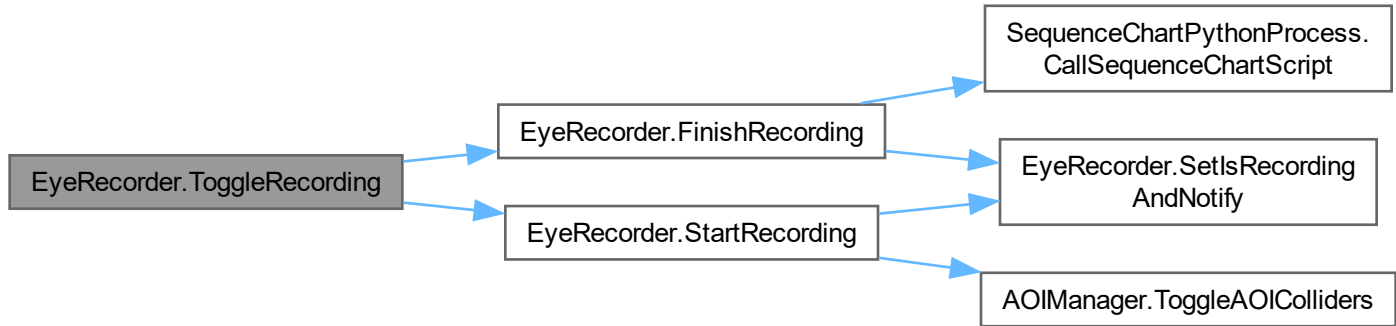 EyeRecorder.ToggleRecording
EyeRecorder.FinishRecording
EyeRecorder.StartRecording
SequenceChartPythonProcess.
CallSequenceChartScript
EyeRecorder.SetIsRecording
AndNotify
AOIManager.ToggleAOIColliders